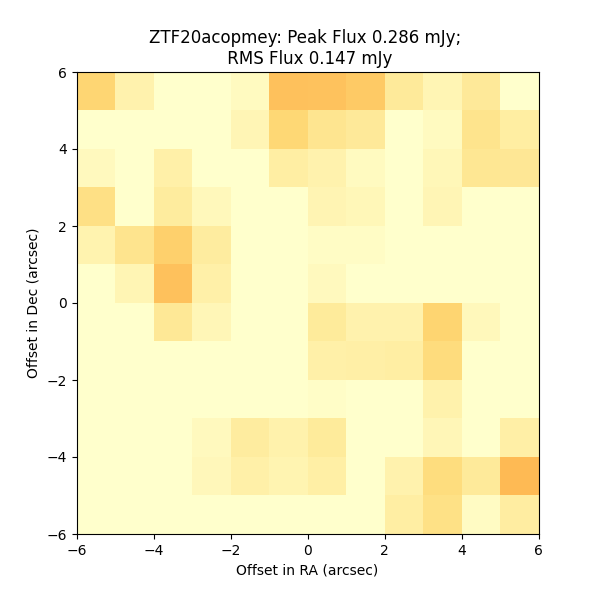 ZTF20acopmey: Peak Flux 0.286 mJy;
RMS Flux 0.147 mJy
6
4
2
0
−2
−4
−6
Offset in Dec (arcsec)
−6 −4 −2 0 2 4 6
Offset in RA (arcsec)